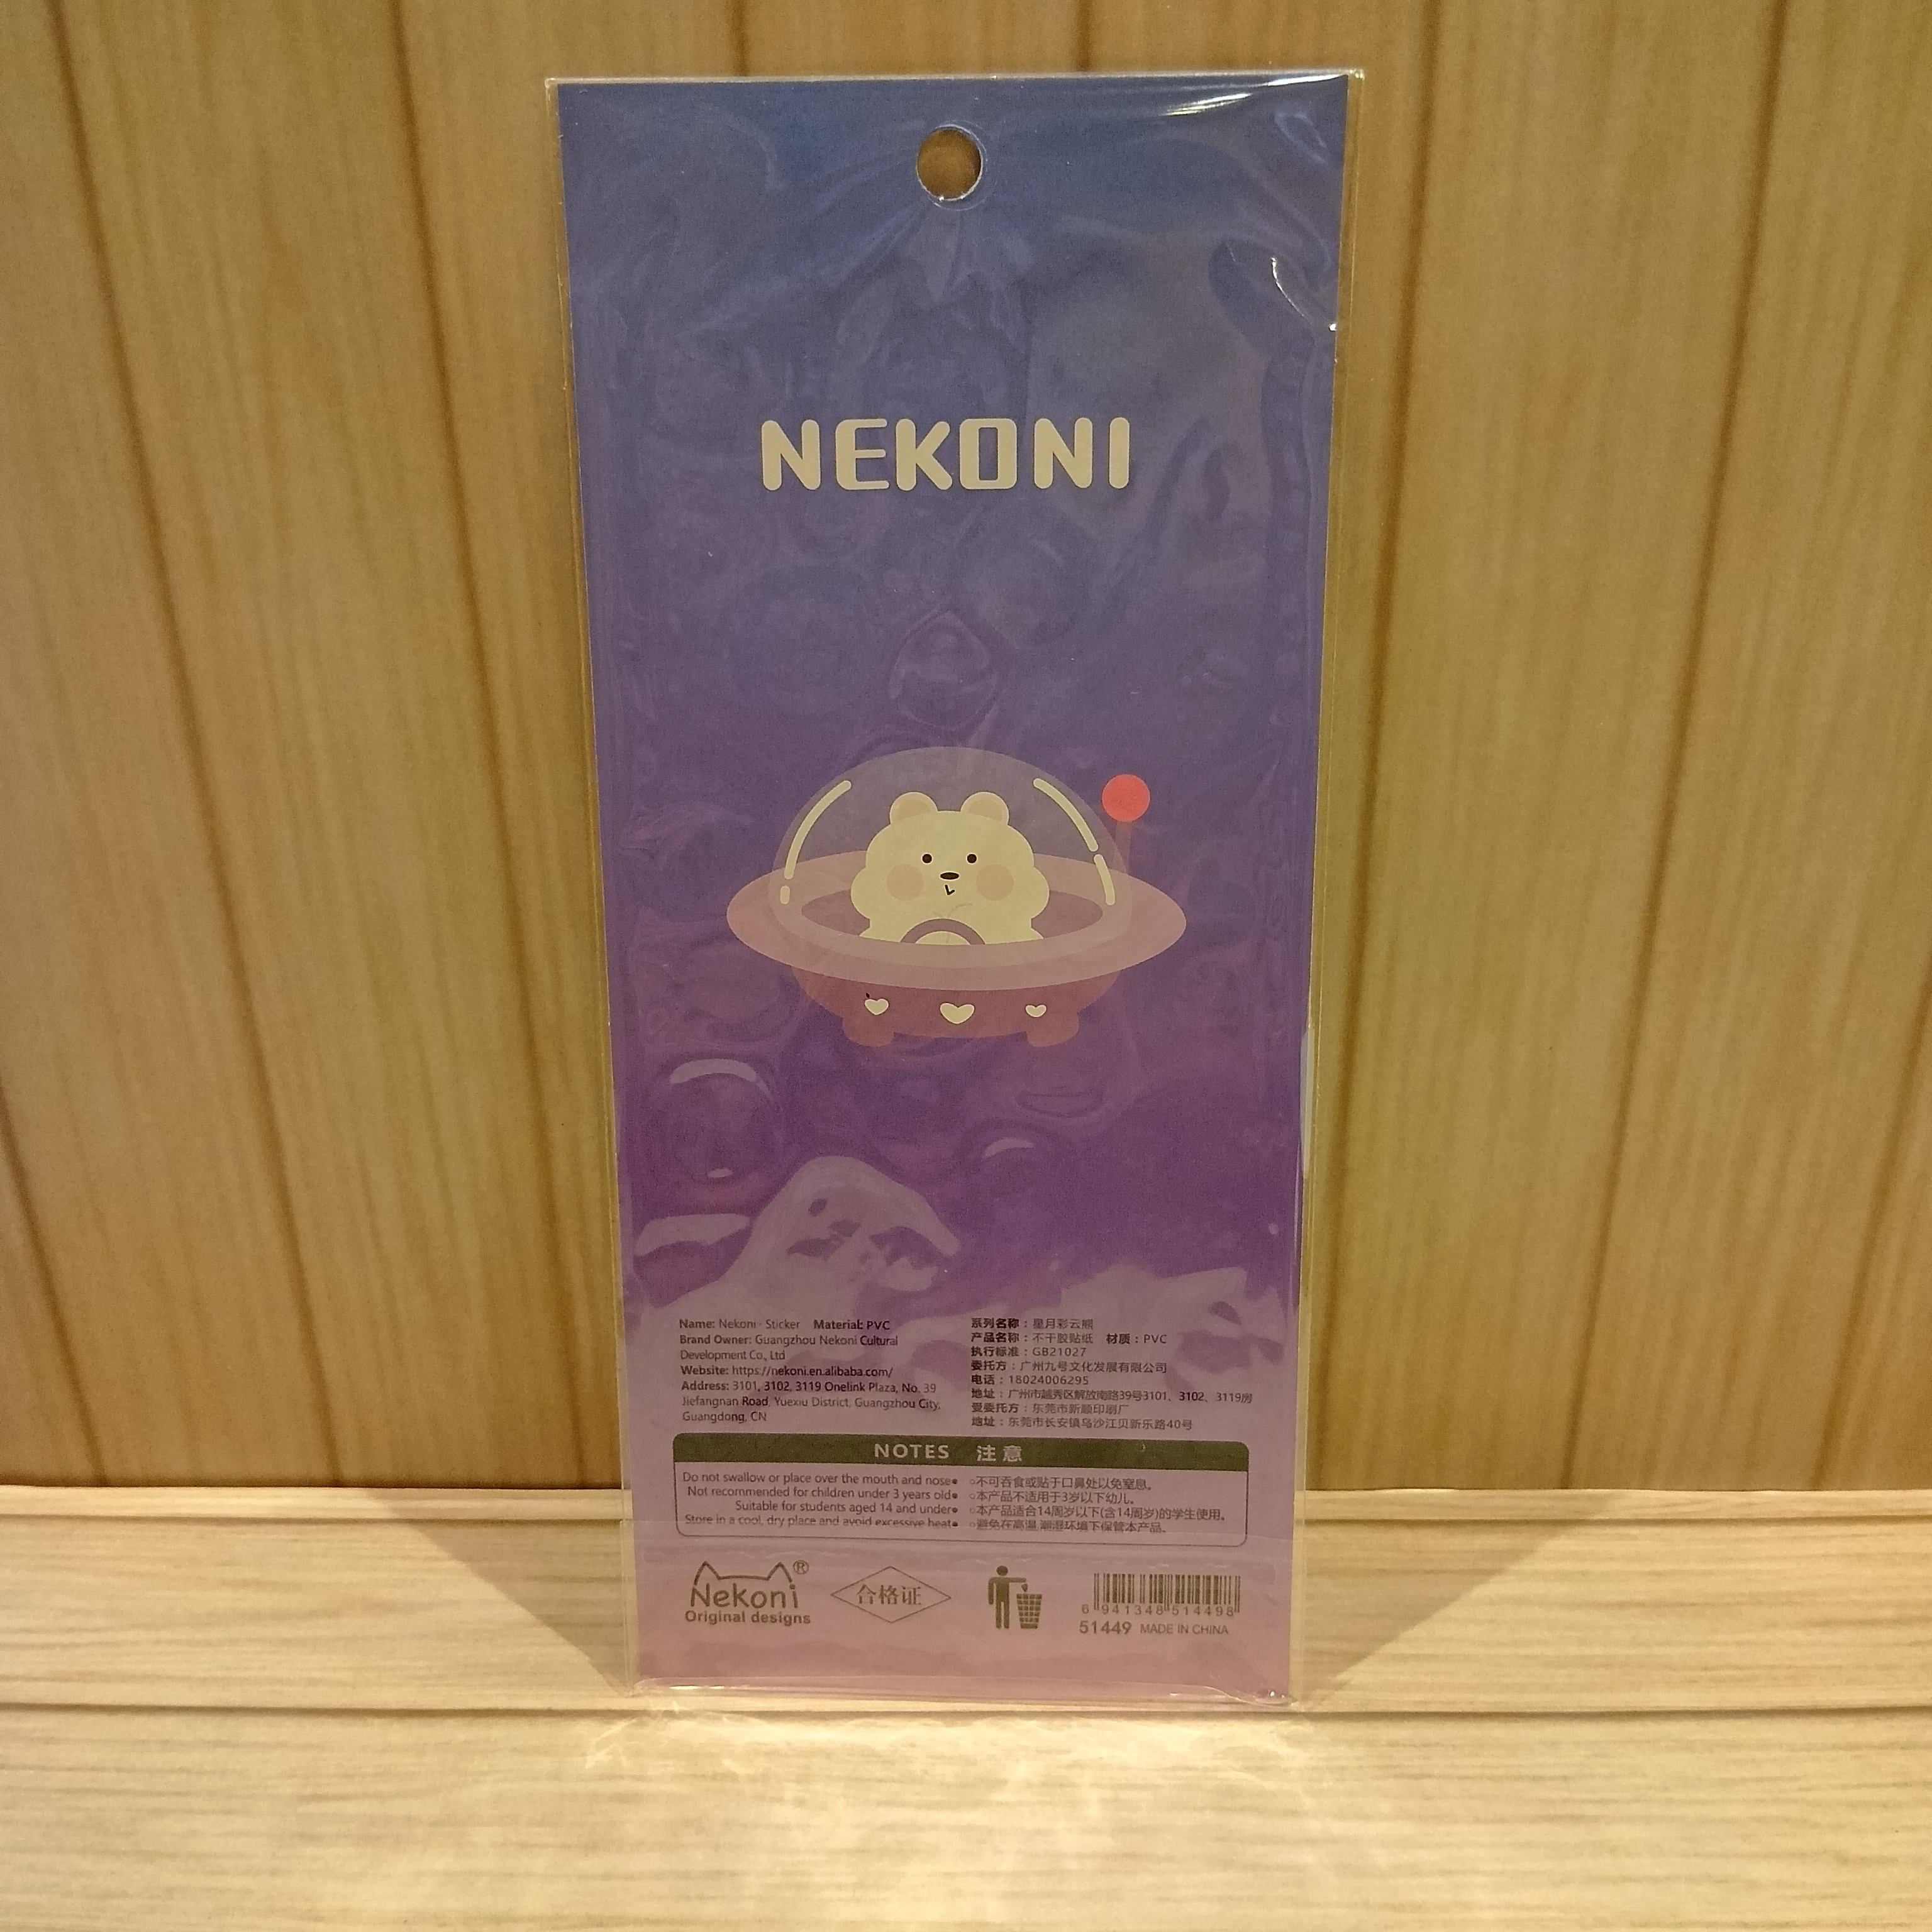 NEKONI
Name: Nekoni · Sticker Material: PVC
Brand Owner: Guangzhou Nekoni Cultural
Development Co., Ltd
Website: https://nekoni.en.alibaba.com/
Address: 3101, 3102, 3119 Onelink Plaza, No. 39
Jiefangnan Road, Yuexiu District, Guangzhou City,
Guangdong, CN
系列名称：星月彩云熊
产品名称：不干胶贴纸 材质：PVC
执行标准：GB21027
委托方：广州九号文化发展有限公司
电话：18024006295
地址：广州市越秀区解放南路39号3101、3102、3119房
受委托方：东莞市新顺印刷厂
地址：东莞市长安镇乌沙江贝新乐路40号
NOTES 注意
Do not swallow or place over the mouth and nose●
Not recommended for children under 3 years old●
Suitable for students aged 14 and under●
Store in a cool, dry place and avoid excessive heat●
○不可吞食或贴于口鼻处以免窒息。
○本产品不适用于3岁以下幼儿。
○本产品适合14周岁以下(含14周岁)的学生使用。
○避免在高温,潮湿环境下保管本产品。
Nekoni®
Original designs
合格证
6 941348 514498
51449 MADE IN CHINA